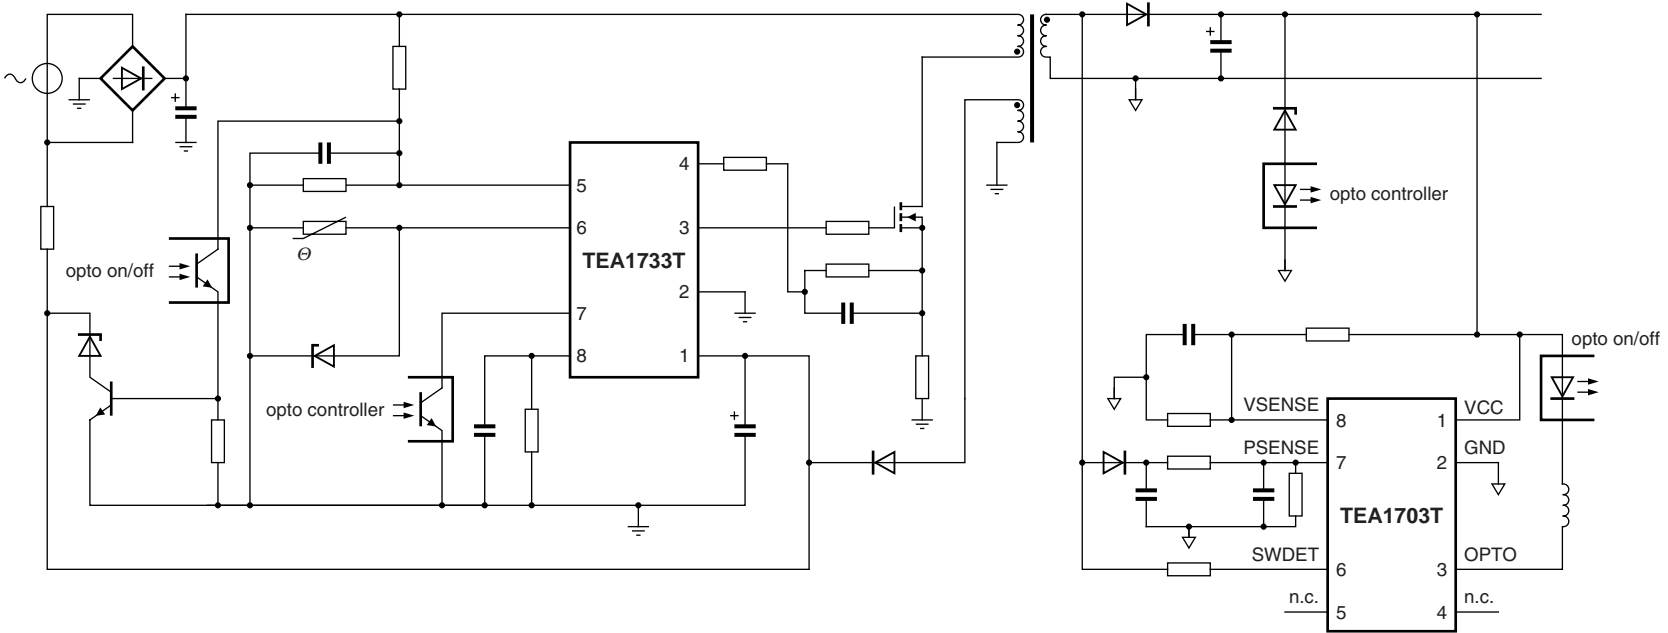 +
+
4
5
opto controller
3
6
TEA1733T
Θ
opto on/off
2
7
opto on/off
8
1
opto controller
+
VSENSE
VCC
8
1
PSENSE
GND
7
2
TEA1703T
SWDET
OPTO
6
3
n.c.
n.c.
5
4